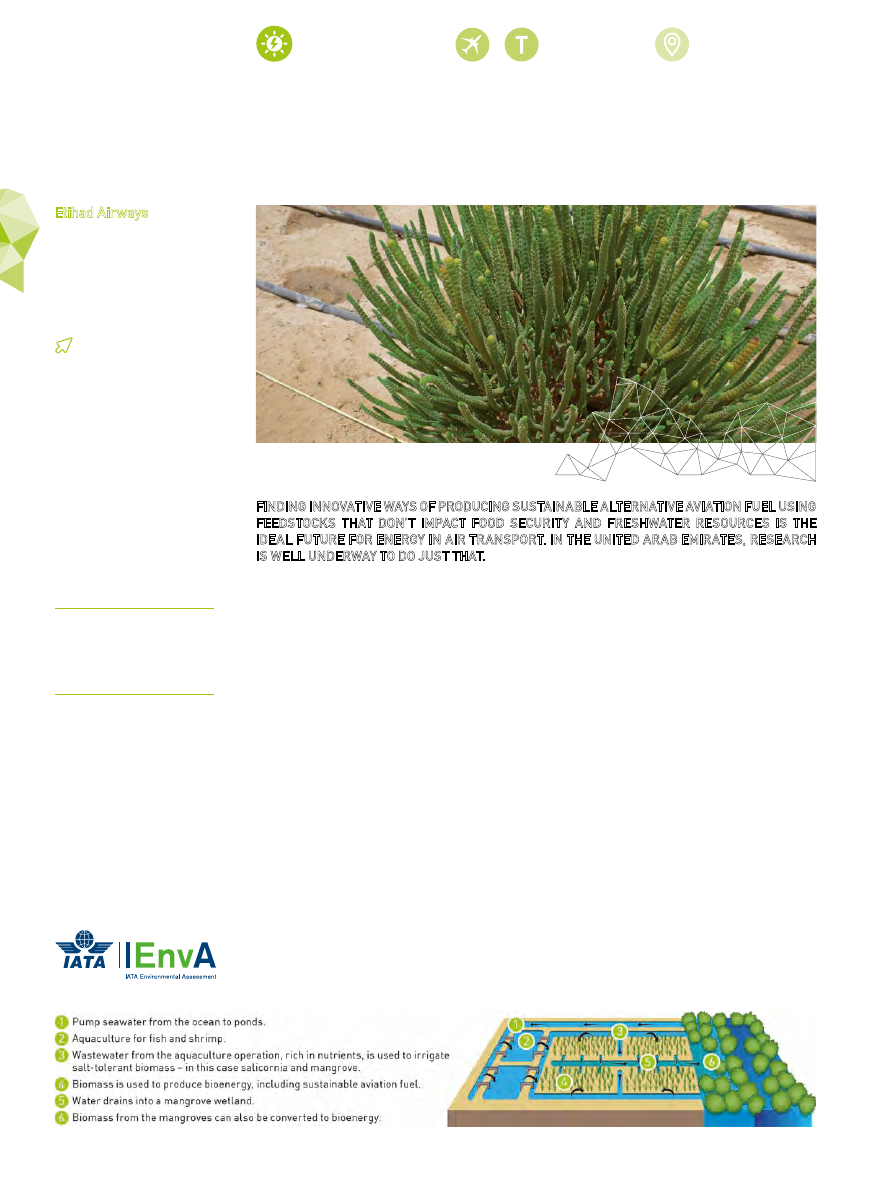 T
Etihad Airways
FINDING INNOVATIVE WAYS OF PRODUCING SUSTAINABLE ALTERNATIVE AVIATION FUEL USING
FEEDSTOCKS THAT DON'T IMPACT FOOD SECURITY AND FRESHWATER RESOURCES IS THE
IDEAL FUTURE FOR ENERGY IN AIR TRANSPORT. IN THE UNITED ARAB EMIRATES, RESEARCH
IS WELL UNDERWAY TO DO JUST THAT.
IATA IEnvA
IATA Environmental Assessment
1 Pump seawater from the ocean to ponds.
2 Aquaculture for fish and shrimp.
3 Wastewater from the aquaculture operation, rich in nutrients, is used to irrigate
salt-tolerant biomass – in this case salicornia and mangrove.
4 Biomass is used to produce bioenergy, including sustainable aviation fuel.
5 Water drains into a mangrove wetland.
6 Biomass from the mangroves can also be converted to bioenergy.
1
2
3
4
5
6